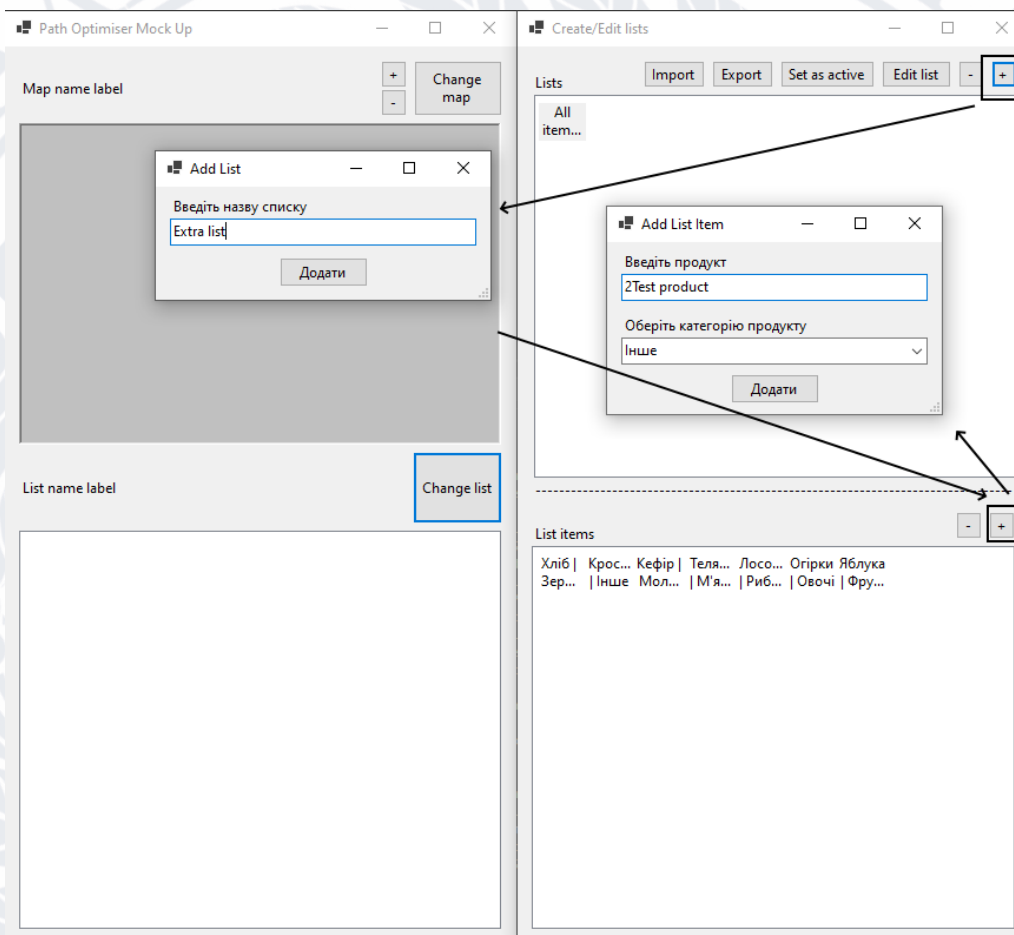 Path Optimiser Mock Up
Map name label
+
-
Change
map
Add List
Введіть назву списку
Extra list
Додати
List name label
Change list
Create/Edit lists
Lists
Import
Export
Set as active
Edit list
-
+
All
item...
Add List Item
Введіть продукт
2Test product
Оберіть категорію продукту
Інше
Додати
List items
-
+
Хліб | Крос... Кефір | Теля... Лосо... Огірки Яблука
Зер... | Інше Мол... | М'я... | Риб... | Овочі | Фру...